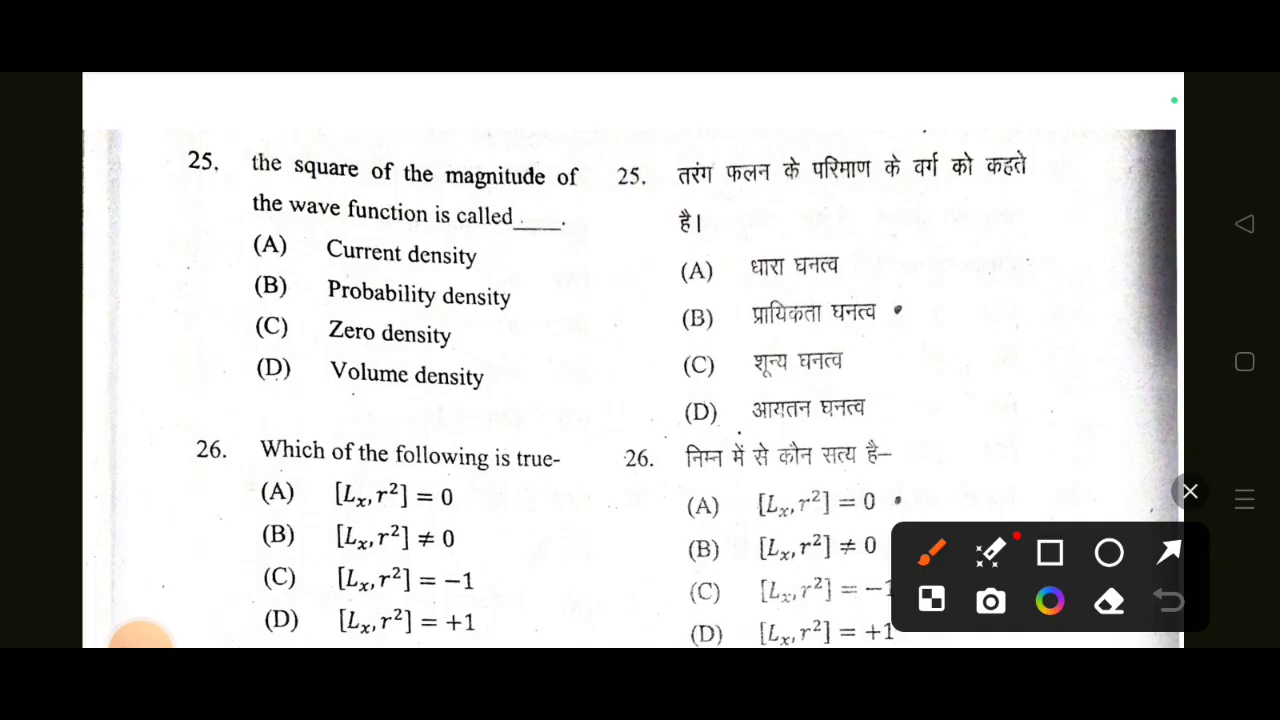 25. the square of the magnitude of
the wave function is called____.
(A) Current density
(B) Probability density
(C) Zero density
(D) Volume density
26. Which of the following is true-
(A) [Lₓ, r²] = 0
(B) [Lₓ, r²] ≠ 0
(C) [Lₓ, r²] = −1
(D) [Lₓ, r²] = +1
25. तरंग फलन के परिमाण के वर्ग को कहते
है।
(A) धारा घनत्व
(B) प्रायिकता घनत्व
(C) शून्य घनत्व
(D) आयतन घनत्व
26. निम्न में से कौन सत्य है–
(A) [Lₓ, r²] = 0
(B) [Lₓ, r²] ≠ 0
(C) [Lₓ, r²] = −1
(D) [Lₓ, r²] = +1